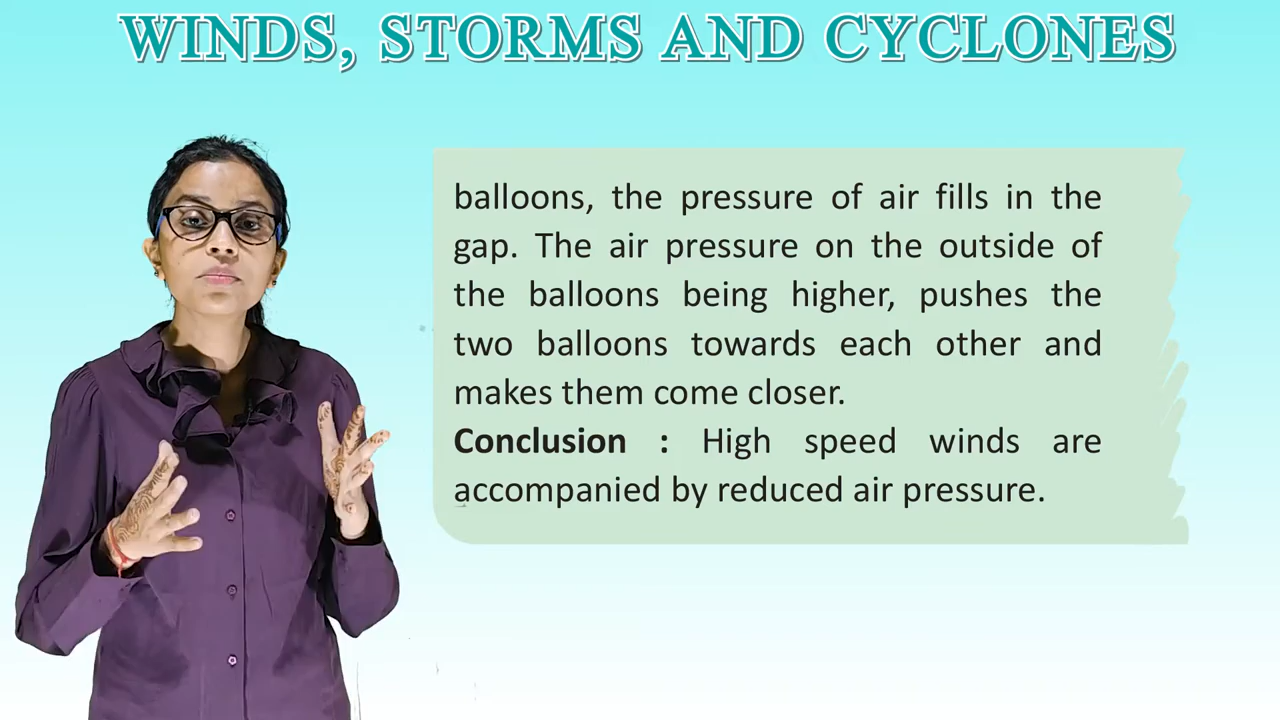 WINDS, STORMS AND CYCLONES
balloons, the pressure of air fills in the
gap. The air pressure on the outside of
the balloons being higher, pushes the
two balloons towards each other and
makes them come closer.
Conclusion : High speed winds are
accompanied by reduced air pressure.